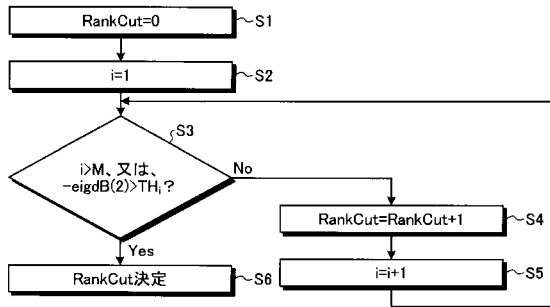 RankCut=0
S1
i=1
S2
S3
i>M、又は、
-eigdB(2)>THi？
No
Yes
RankCut=RankCut+1
S4
RankCut決定
S6
i=i+1
S5